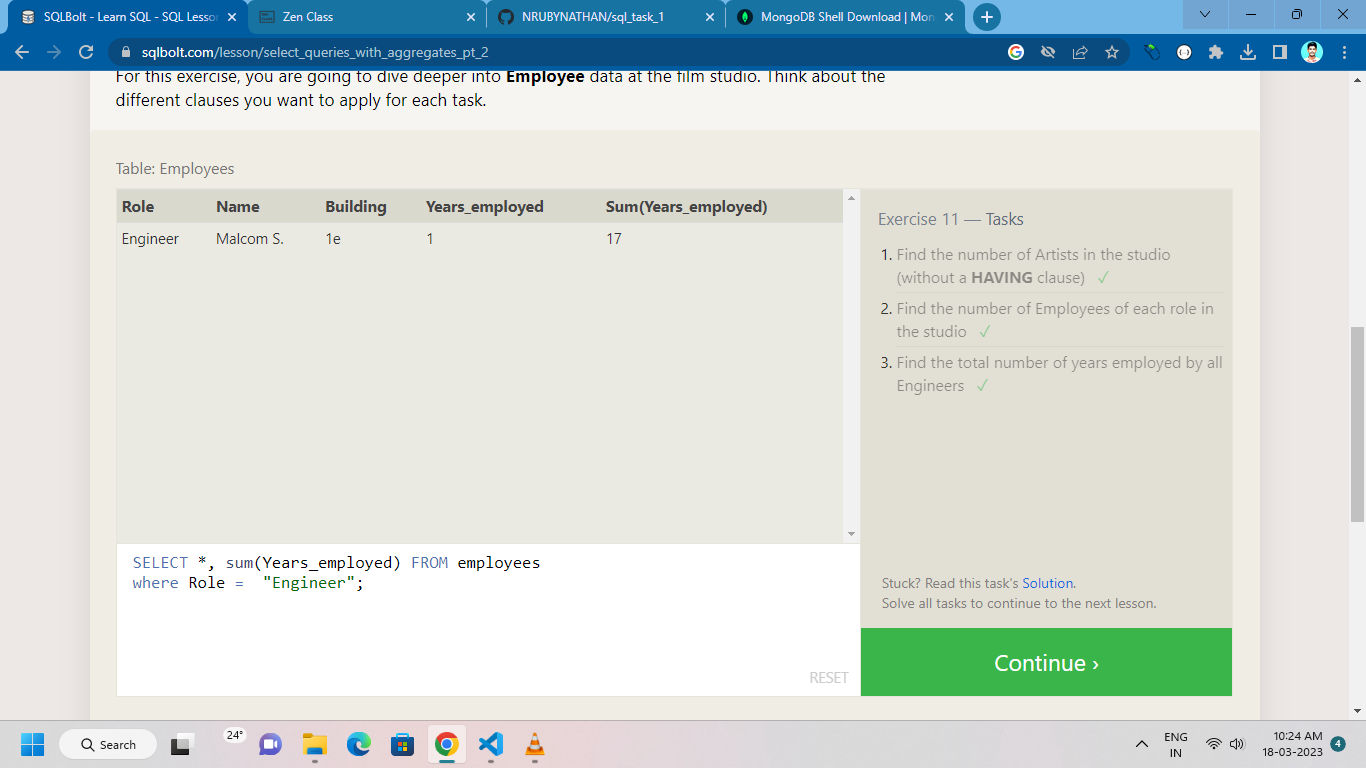 SQLBolt - Learn SQL - SQL Lesso
Zen Class
NRUBYNATHAN/sql_task_1
MongoDB Shell Download | Mon
sqlbolt.com/lesson/select_queries_with_aggregates_pt_2
For this exercise, you are going to dive deeper into Employee data at the film studio. Think about the
different clauses you want to apply for each task.
Table: Employees
Role Name Building Years_employed Sum(Years_employed)
Engineer Malcom S. 1e 1 17
Exercise 11 — Tasks
1. Find the number of Artists in the studio
(without a HAVING clause) ✓
2. Find the number of Employees of each role in
the studio ✓
3. Find the total number of years employed by all
Engineers ✓
SELECT *, sum(Years_employed) FROM employees
where Role =  "Engineer";
RESET
Stuck? Read this task's Solution.
Solve all tasks to continue to the next lesson.
Continue ›
Search
24°
ENG
IN
10:24 AM
18-03-2023
4